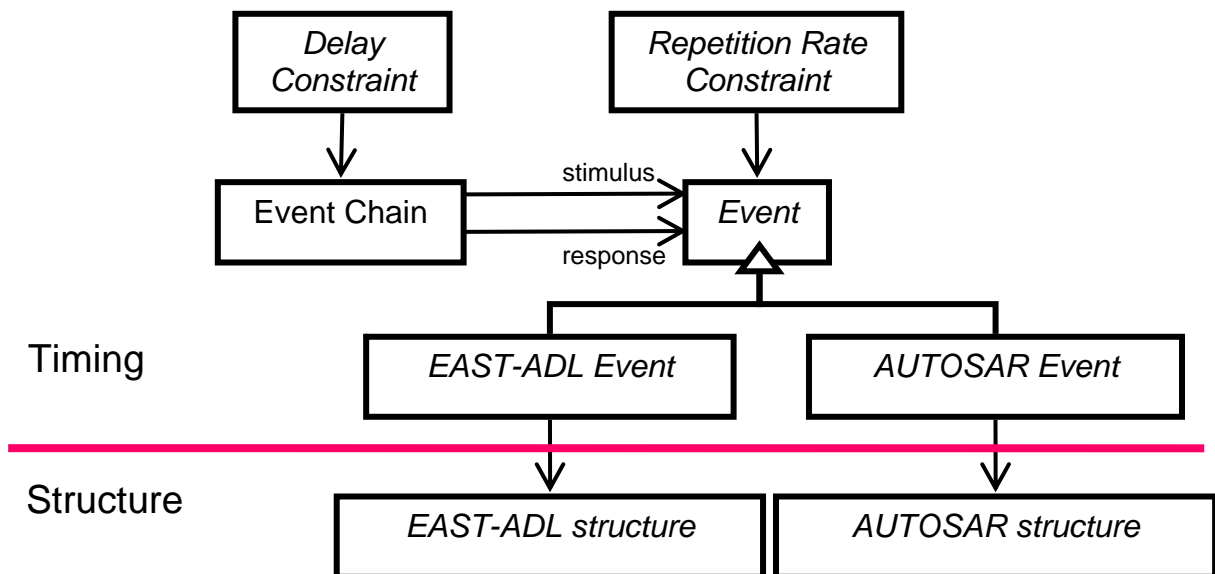 Delay
Constraint
Repetition Rate
Constraint
stimulus
Event Chain
Event
response
Timing
EAST-ADL Event
AUTOSAR Event
Structure
EAST-ADL structure
AUTOSAR structure